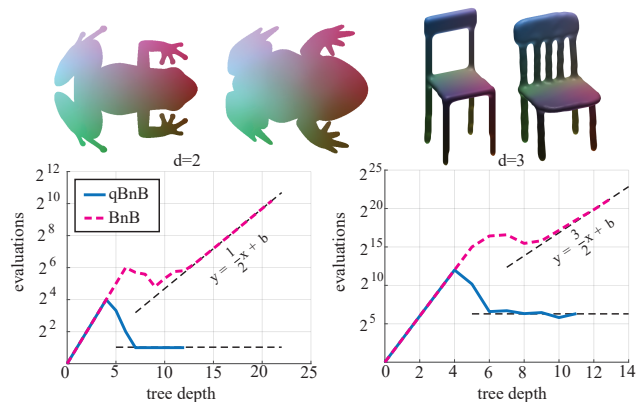 d=2
2^12
2^10
2^8
2^6
2^4
2^2
evaluations
qBnB
BnB
y = 1/2 x + b
0 5 10 15 20 25
tree depth
d=3
2^25
2^20
2^15
2^10
2^5
evaluations
y = 3/2 x + b
0 2 4 6 8 10 12 14
tree depth